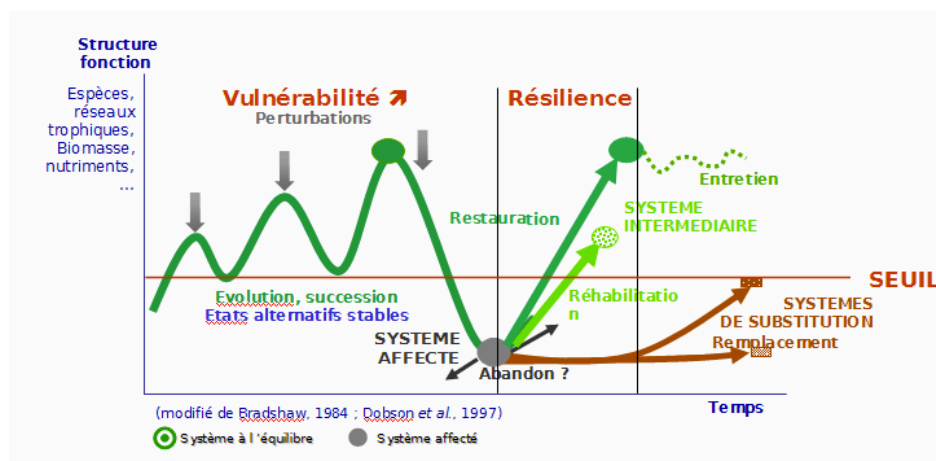 Structure
fonction
Espèces,
réseaux
trophiques,
Biomasse,
nutriments,
...
Vulnérabilité
Perturbations
Résilience
Entretien
Restauration
SYSTEME
INTERMEDIAIRE
SEUIL
Evolution, succession
Etats alternatifs stables
Réhabilitatio
n
SYSTEMES
DE SUBSTITUTION
Remplacement
SYSTEME
AFFECTE
Abandon ?
Temps
(modifié de Bradshaw, 1984 ; Dobson et al., 1997)
Système à l 'équilibre
Système affecté